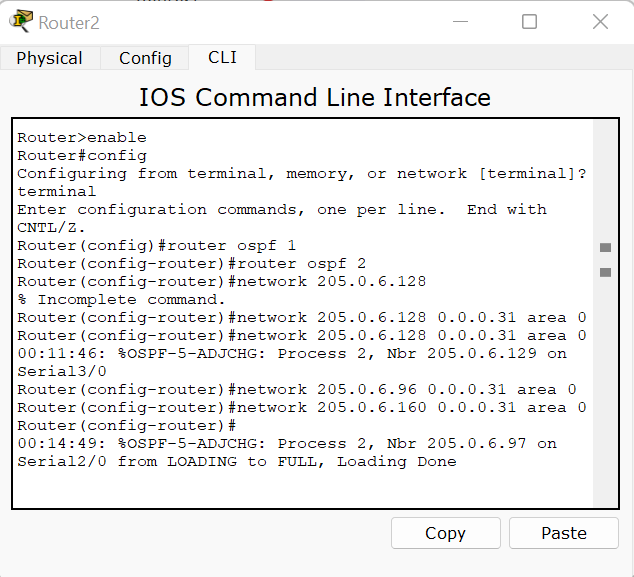 Router2
Physical Config CLI
IOS Command Line Interface
Router>enable
Router#config
Configuring from terminal, memory, or network [terminal]?
terminal
Enter configuration commands, one per line.  End with
CNTL/Z.
Router(config)#router ospf 1
Router(config-router)#router ospf 2
Router(config-router)#network 205.0.6.128
% Incomplete command.
Router(config-router)#network 205.0.6.128 0.0.0.31 area 0
Router(config-router)#network 205.0.6.128 0.0.0.31 area 0
00:11:46: %OSPF-5-ADJCHG: Process 2, Nbr 205.0.6.129 on
Serial3/0
Router(config-router)#network 205.0.6.96 0.0.0.31 area 0
Router(config-router)#network 205.0.6.160 0.0.0.31 area 0
Router(config-router)#
00:14:49: %OSPF-5-ADJCHG: Process 2, Nbr 205.0.6.97 on
Serial2/0 from LOADING to FULL, Loading Done
Copy Paste